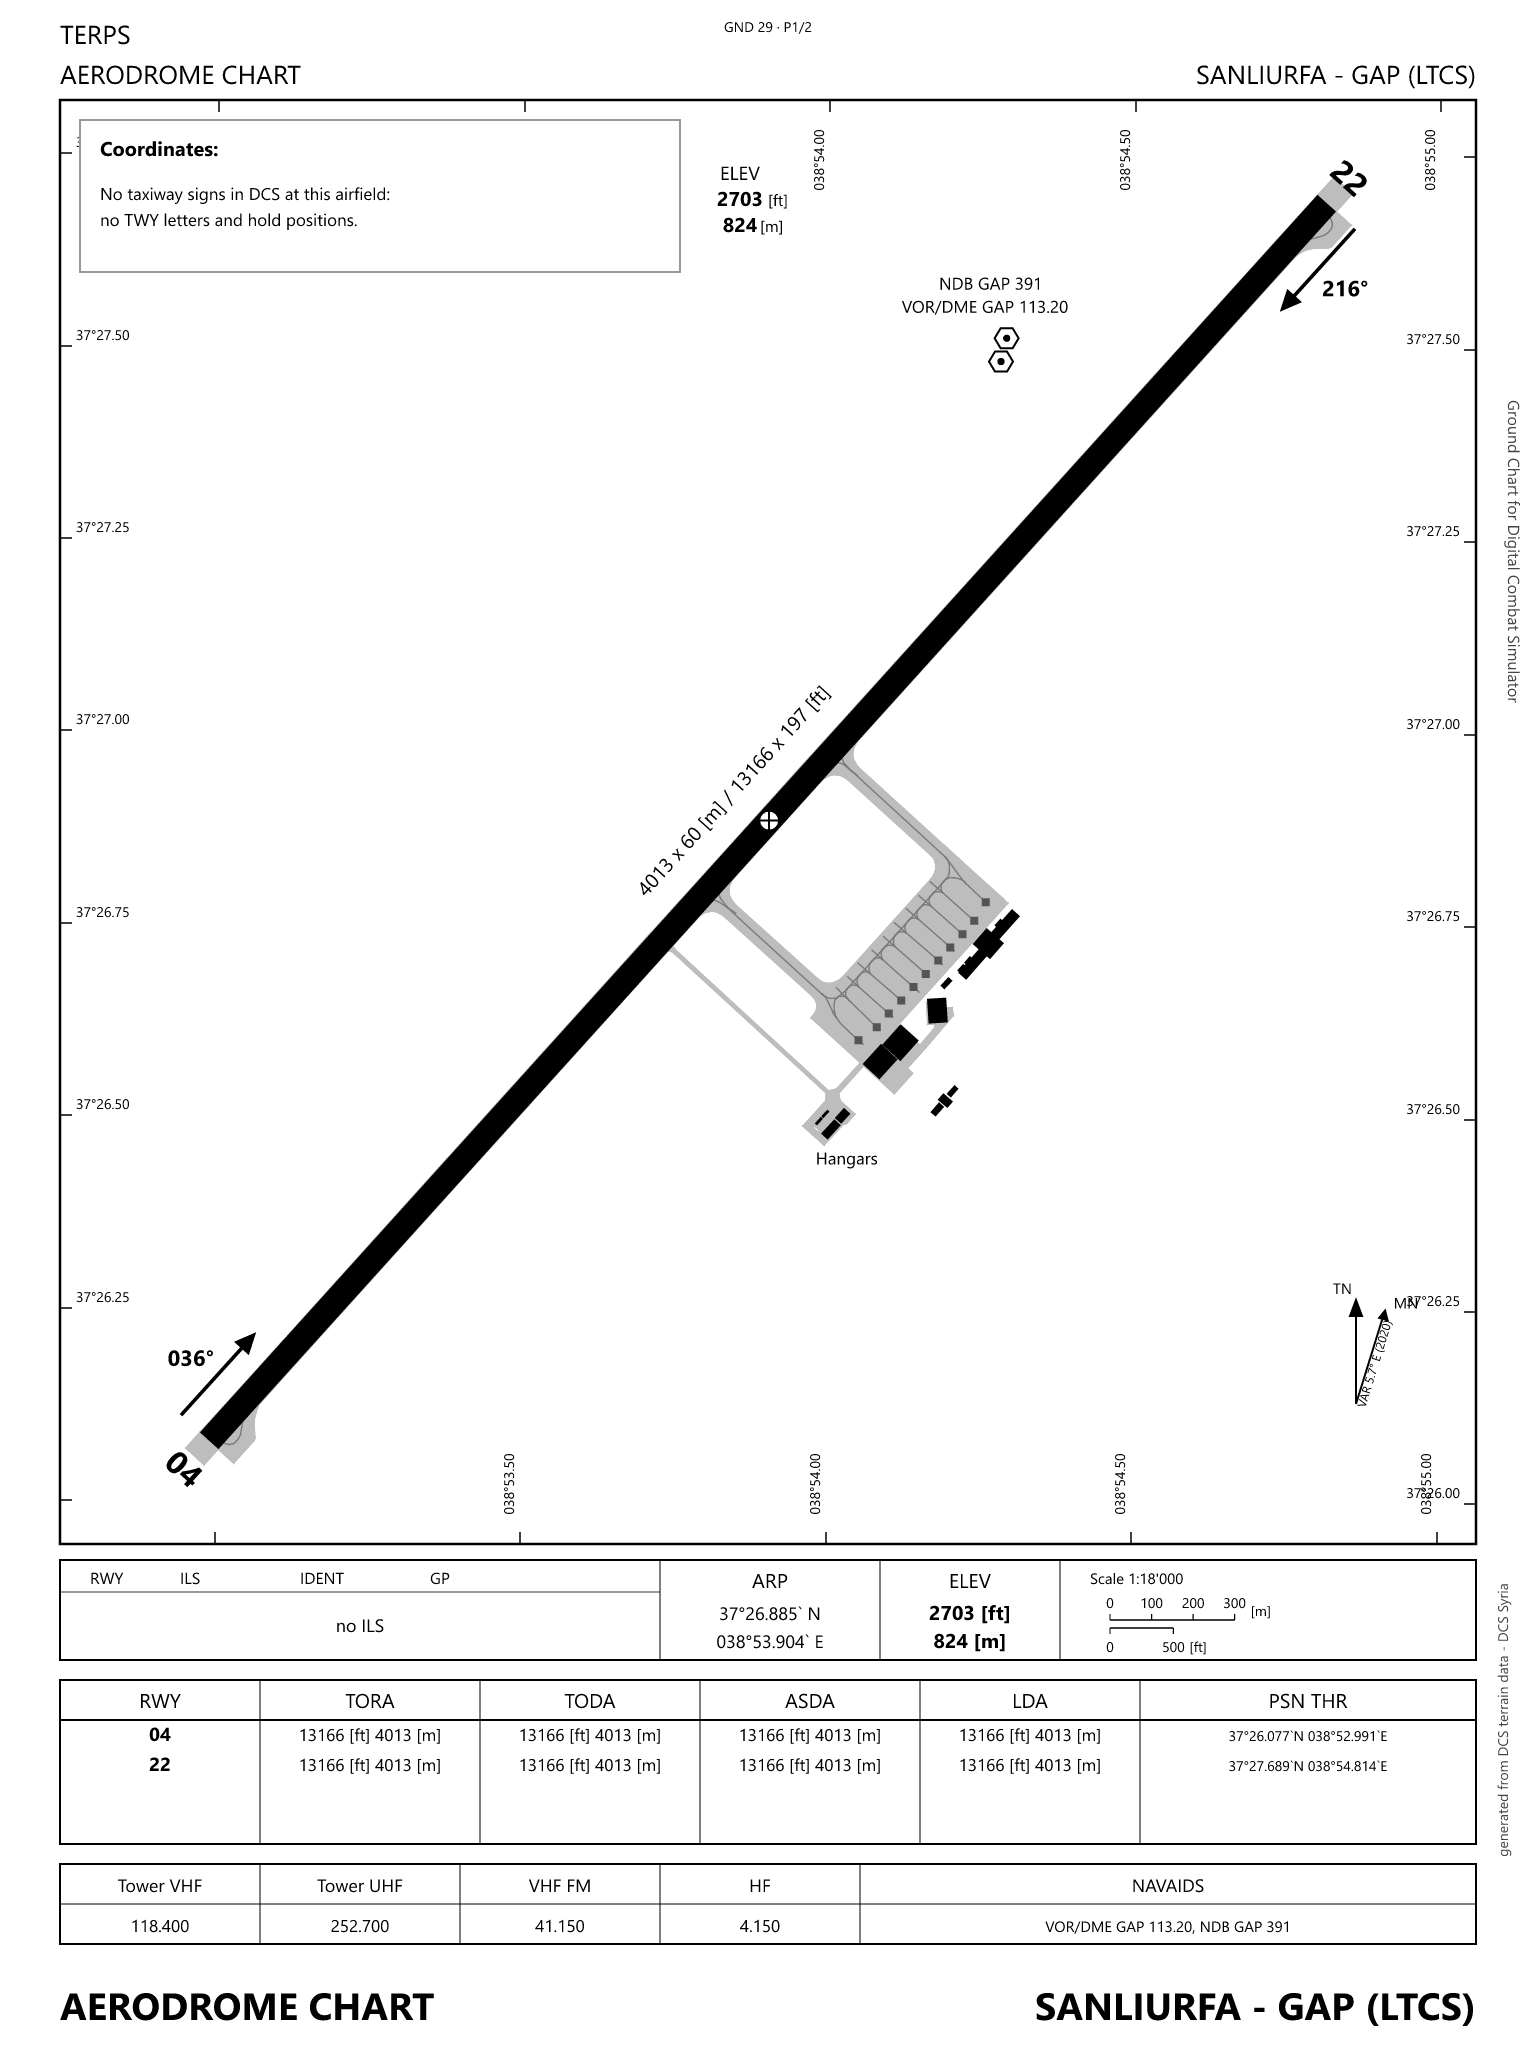 GND 29 · P1/2
TERPS
AERODROME CHART
SANLIURFA - GAP (LTCS)
Coordinates:
No taxiway signs in DCS at this airfield:
no TWY letters and hold positions.
ELEV
2703 [ft]
824 [m]
038°54.00
038°54.50
038°55.00
22
216°
NDB GAP 391
VOR/DME GAP 113.20
37°27.50
37°27.50
37°27.25
37°27.25
37°27.00
37°27.00
4013 x 60 [m] / 13166 x 197 [ft]
37°26.75
37°26.75
37°26.50
37°26.50
Hangars
37°26.25
37°26.25
TN
MN
VAR 5.7° E (2020)
036°
04
038°53.50
038°54.00
038°54.50
038°55.00
37°26.00
Ground Chart for Digital Combat Simulator
RWY ILS IDENT GP
no ILS
ARP
37°26.885` N
038°53.904` E
ELEV
2703 [ft]
824 [m]
Scale 1:18'000
0 100 200 300 [m]
0 500 [ft]
RWY TORA TODA ASDA LDA PSN THR
04 13166 [ft] 4013 [m] 13166 [ft] 4013 [m] 13166 [ft] 4013 [m] 13166 [ft] 4013 [m] 37°26.077`N 038°52.991`E
22 13166 [ft] 4013 [m] 13166 [ft] 4013 [m] 13166 [ft] 4013 [m] 13166 [ft] 4013 [m] 37°27.689`N 038°54.814`E
generated from DCS terrain data - DCS Syria
Tower VHF Tower UHF VHF FM HF NAVAIDS
118.400 252.700 41.150 4.150 VOR/DME GAP 113.20, NDB GAP 391
AERODROME CHART
SANLIURFA - GAP (LTCS)